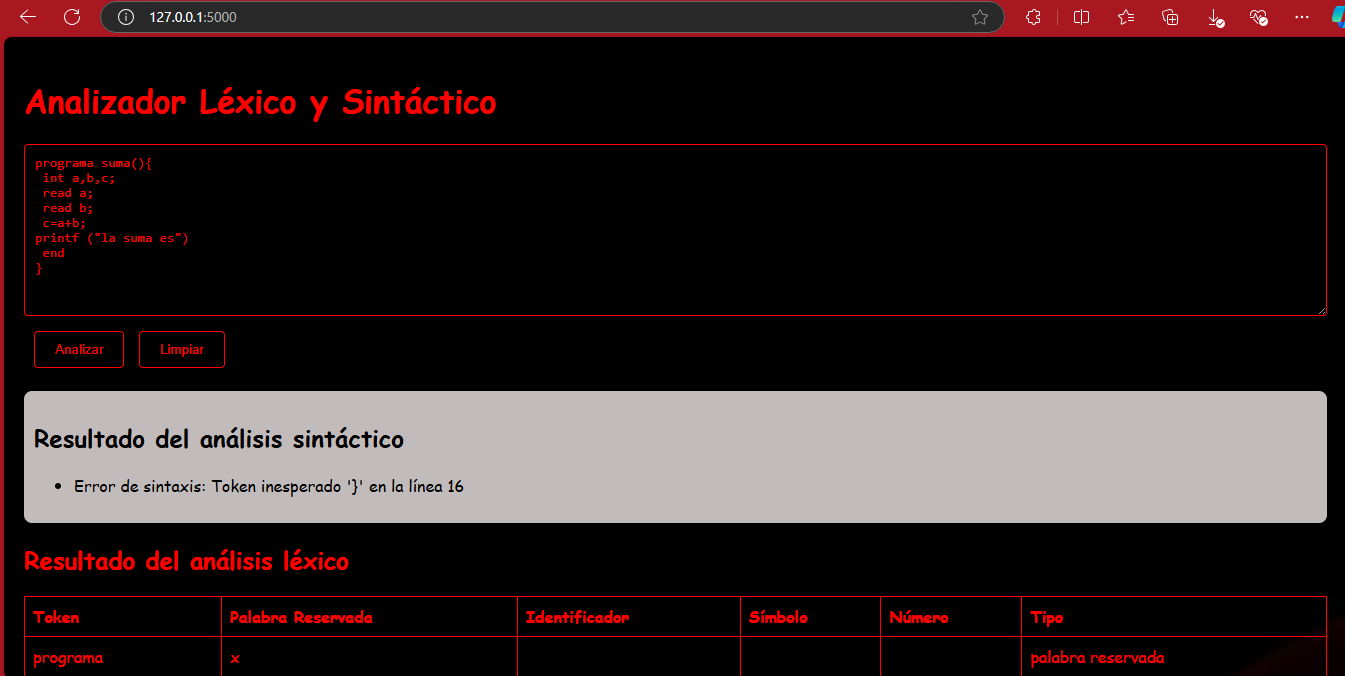 127.0.0.1:5000
Analizador Léxico y Sintáctico
programa suma(){
int a,b,c;
read a;
read b;
c=a+b;
printf ("la suma es")
end
}
Analizar Limpiar
Resultado del análisis sintáctico
• Error de sintaxis: Token inesperado '}' en la línea 16
Resultado del análisis léxico
Token Palabra Reservada Identificador Símbolo Número Tipo
programa x palabra reservada